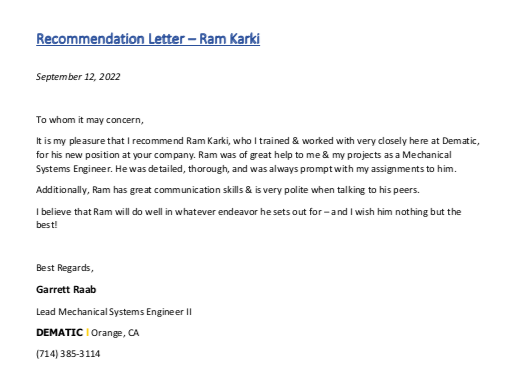 Recommendation Letter – Ram Karki
September 12, 2022
To whom it may concern,
It is my pleasure that I recommend Ram Karki, who I trained & worked with very closely here at Dematic,
for his new position at your company. Ram was of great help to me & my projects as a Mechanical
Systems Engineer. He was detailed, thorough, and was always prompt with my assignments to him.
Additionally, Ram has great communication skills & is very polite when talking to his peers.
I believe that Ram will do well in whatever endeavor he sets out for – and I wish him nothing but the
best!
Best Regards,
Garrett Raab
Lead Mechanical Systems Engineer II
DEMATIC | Orange, CA
(714) 385-3114